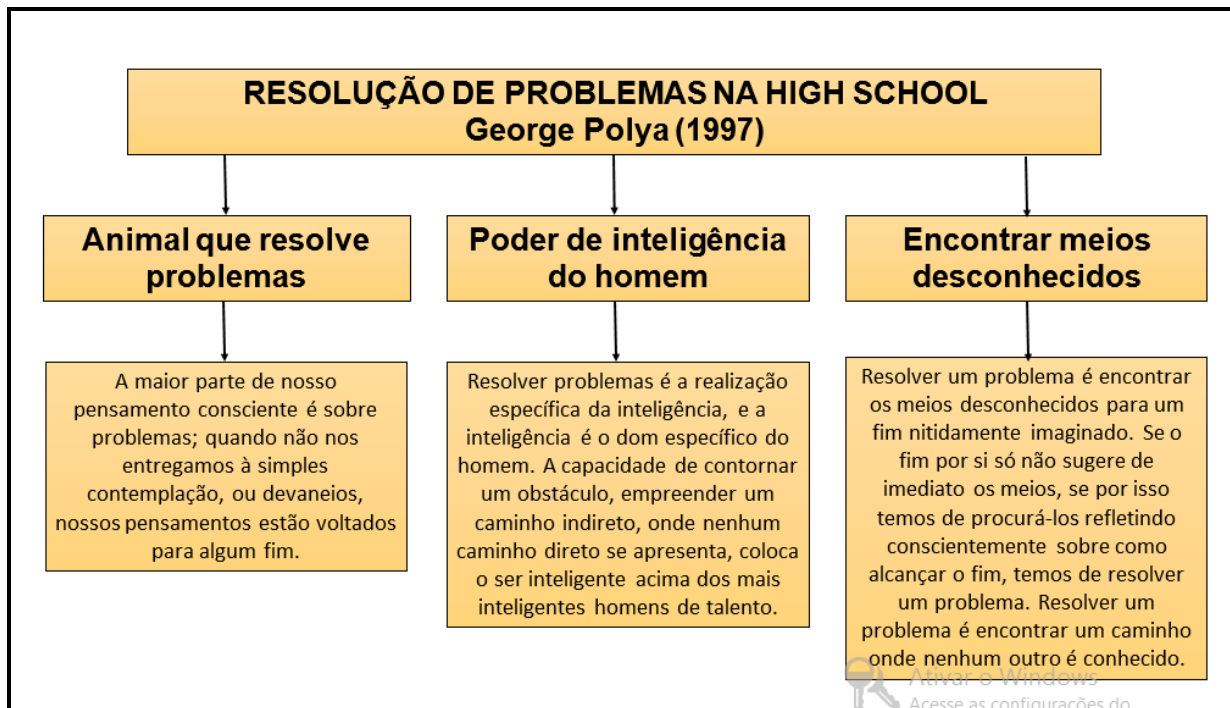 RESOLUÇÃO DE PROBLEMAS NA HIGH SCHOOL
George Polya (1997)
Animal que resolve
problemas
A maior parte de nosso
pensamento consciente é sobre
problemas; quando não nos
entregamos à simples
contemplação, ou devaneios,
nossos pensamentos estão voltados
para algum fim.
Poder de inteligência
do homem
Resolver problemas é a realização
específica da inteligência, e a
inteligência é o dom específico do
homem. A capacidade de contornar
um obstáculo, empreender um
caminho indireto, onde nenhum
caminho direto se apresenta, coloca
o ser inteligente acima dos mais
inteligentes homens de talento.
Encontrar meios
desconhecidos
Resolver um problema é encontrar
os meios desconhecidos para um
fim nitidamente imaginado. Se o
fim por si só não sugere de
imediato os meios, se por isso
temos de procurá-los refletindo
conscientemente sobre como
alcançar o fim, temos de resolver
um problema. Resolver um
problema é encontrar um caminho
onde nenhum outro é conhecido.
Ativar o Windows
Acesse as configurações do